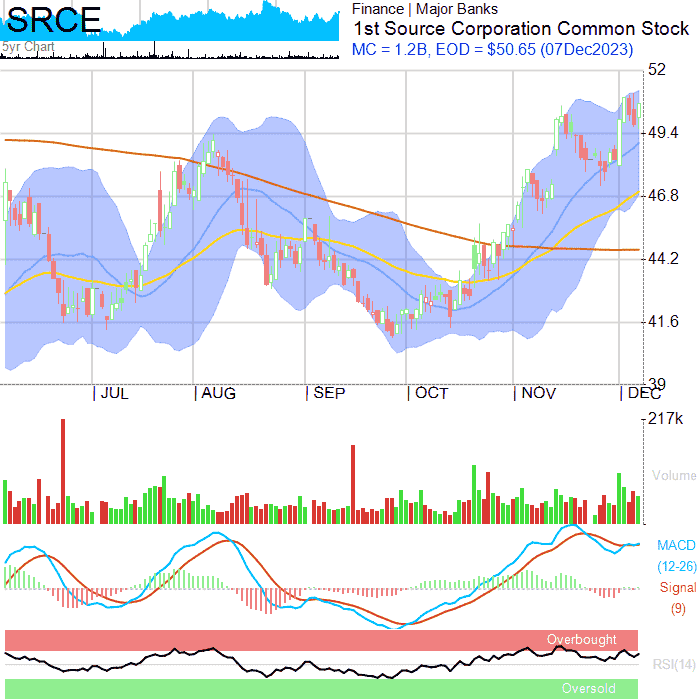 SRCE
5yr Chart
Finance | Major Banks
1st Source Corporation Common Stock
MC = 1.2B, EOD = $50.65 (07Dec2023)
52
49.4
46.8
44.2
41.6
39
JUL AUG SEP OCT NOV DEC
217k
Volume
MACD
(12-26)
Signal
(9)
Overbought
RSI(14)
Oversold